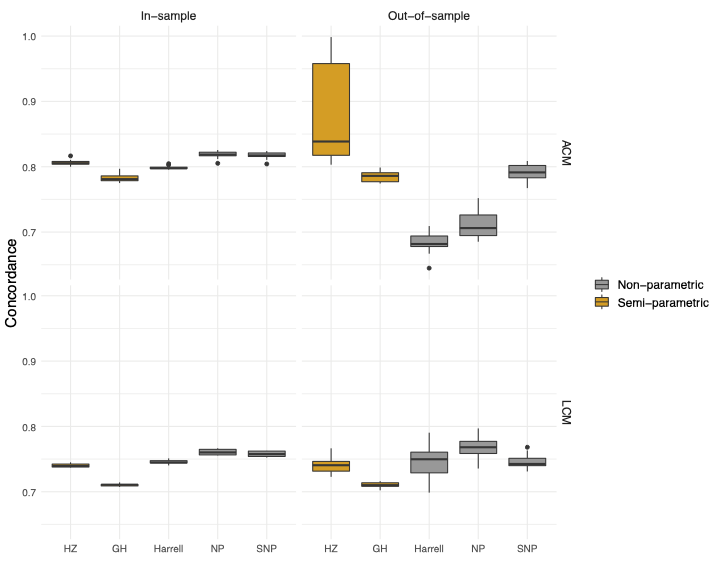 In−sample Out−of−sample
1.0
0.9
0.8
0.7
ACM
Concordance
1.0
0.9
0.8
0.7
LCM
HZ GH Harrell NP SNP HZ GH Harrell NP SNP
Non−parametric
Semi−parametric